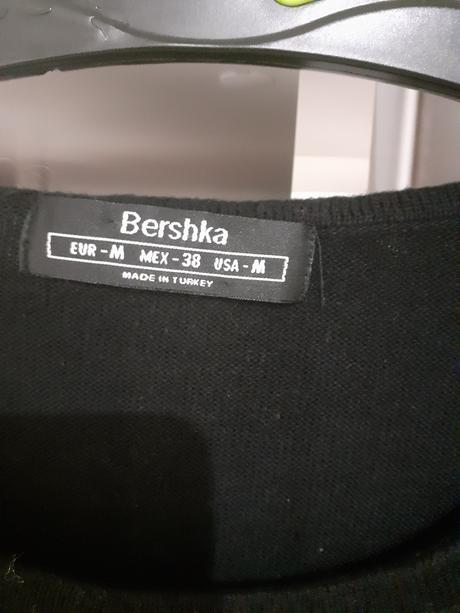 Bershka
EUR - M MEX - 38 USA - M
MADE IN TURKEY